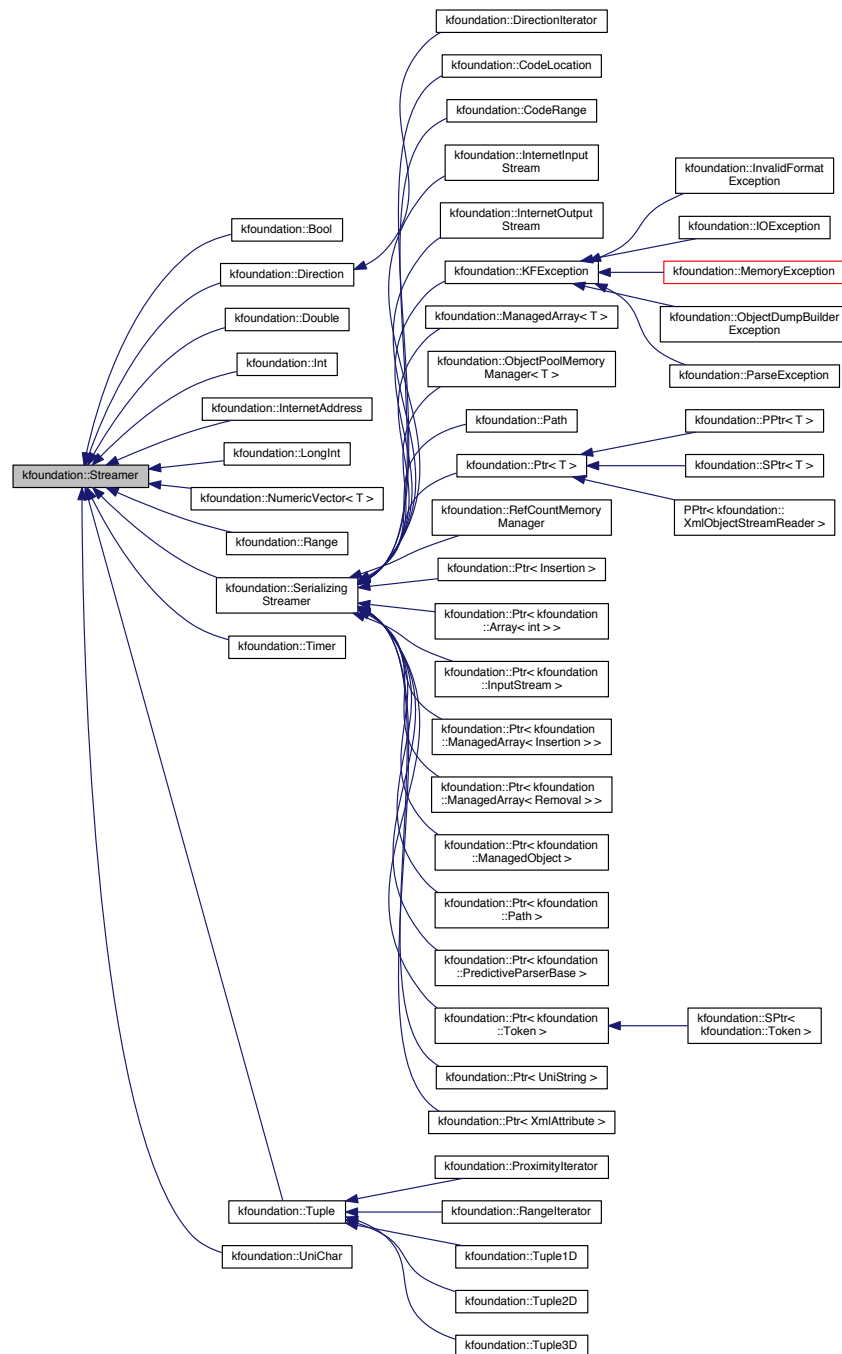 kfoundation::Streamer
kfoundation::Bool
kfoundation::Direction
kfoundation::Double
kfoundation::Int
kfoundation::InternetAddress
kfoundation::LongInt
kfoundation::NumericVector< T >
kfoundation::Range
kfoundation::Serializing
Streamer
kfoundation::Timer
kfoundation::Tuple
kfoundation::UniChar
kfoundation::DirectionIterator
kfoundation::CodeLocation
kfoundation::CodeRange
kfoundation::InternetInput
Stream
kfoundation::InternetOutput
Stream
kfoundation::KFException
kfoundation::ManagedArray< T >
kfoundation::ObjectPoolMemory
Manager< T >
kfoundation::Path
kfoundation::Ptr< T >
kfoundation::RefCountMemory
Manager
kfoundation::Ptr< Insertion >
kfoundation::Ptr< kfoundation
::Array< int >>
kfoundation::Ptr< kfoundation
::InputStream >
kfoundation::Ptr< kfoundation
::ManagedArray< Insertion >>
kfoundation::Ptr< kfoundation
::ManagedArray< Removal >>
kfoundation::Ptr< kfoundation
::ManagedObject >
kfoundation::Ptr< kfoundation
::Path >
kfoundation::Ptr< kfoundation
::PredictiveParserBase >
kfoundation::Ptr< kfoundation
::Token >
kfoundation::Ptr< UniString >
kfoundation::Ptr< XmlAttribute >
kfoundation::ProximityIterator
kfoundation::RangeIterator
kfoundation::Tuple1D
kfoundation::Tuple2D
kfoundation::Tuple3D
kfoundation::InvalidFormat
Exception
kfoundation::IOException
kfoundation::MemoryException
kfoundation::ObjectDumpBuilder
Exception
kfoundation::ParseException
kfoundation::PPtr< T >
kfoundation::SPtr< T >
PPtr< kfoundation::
XmlObjectStreamReader >
kfoundation::SPtr<
kfoundation::Token >